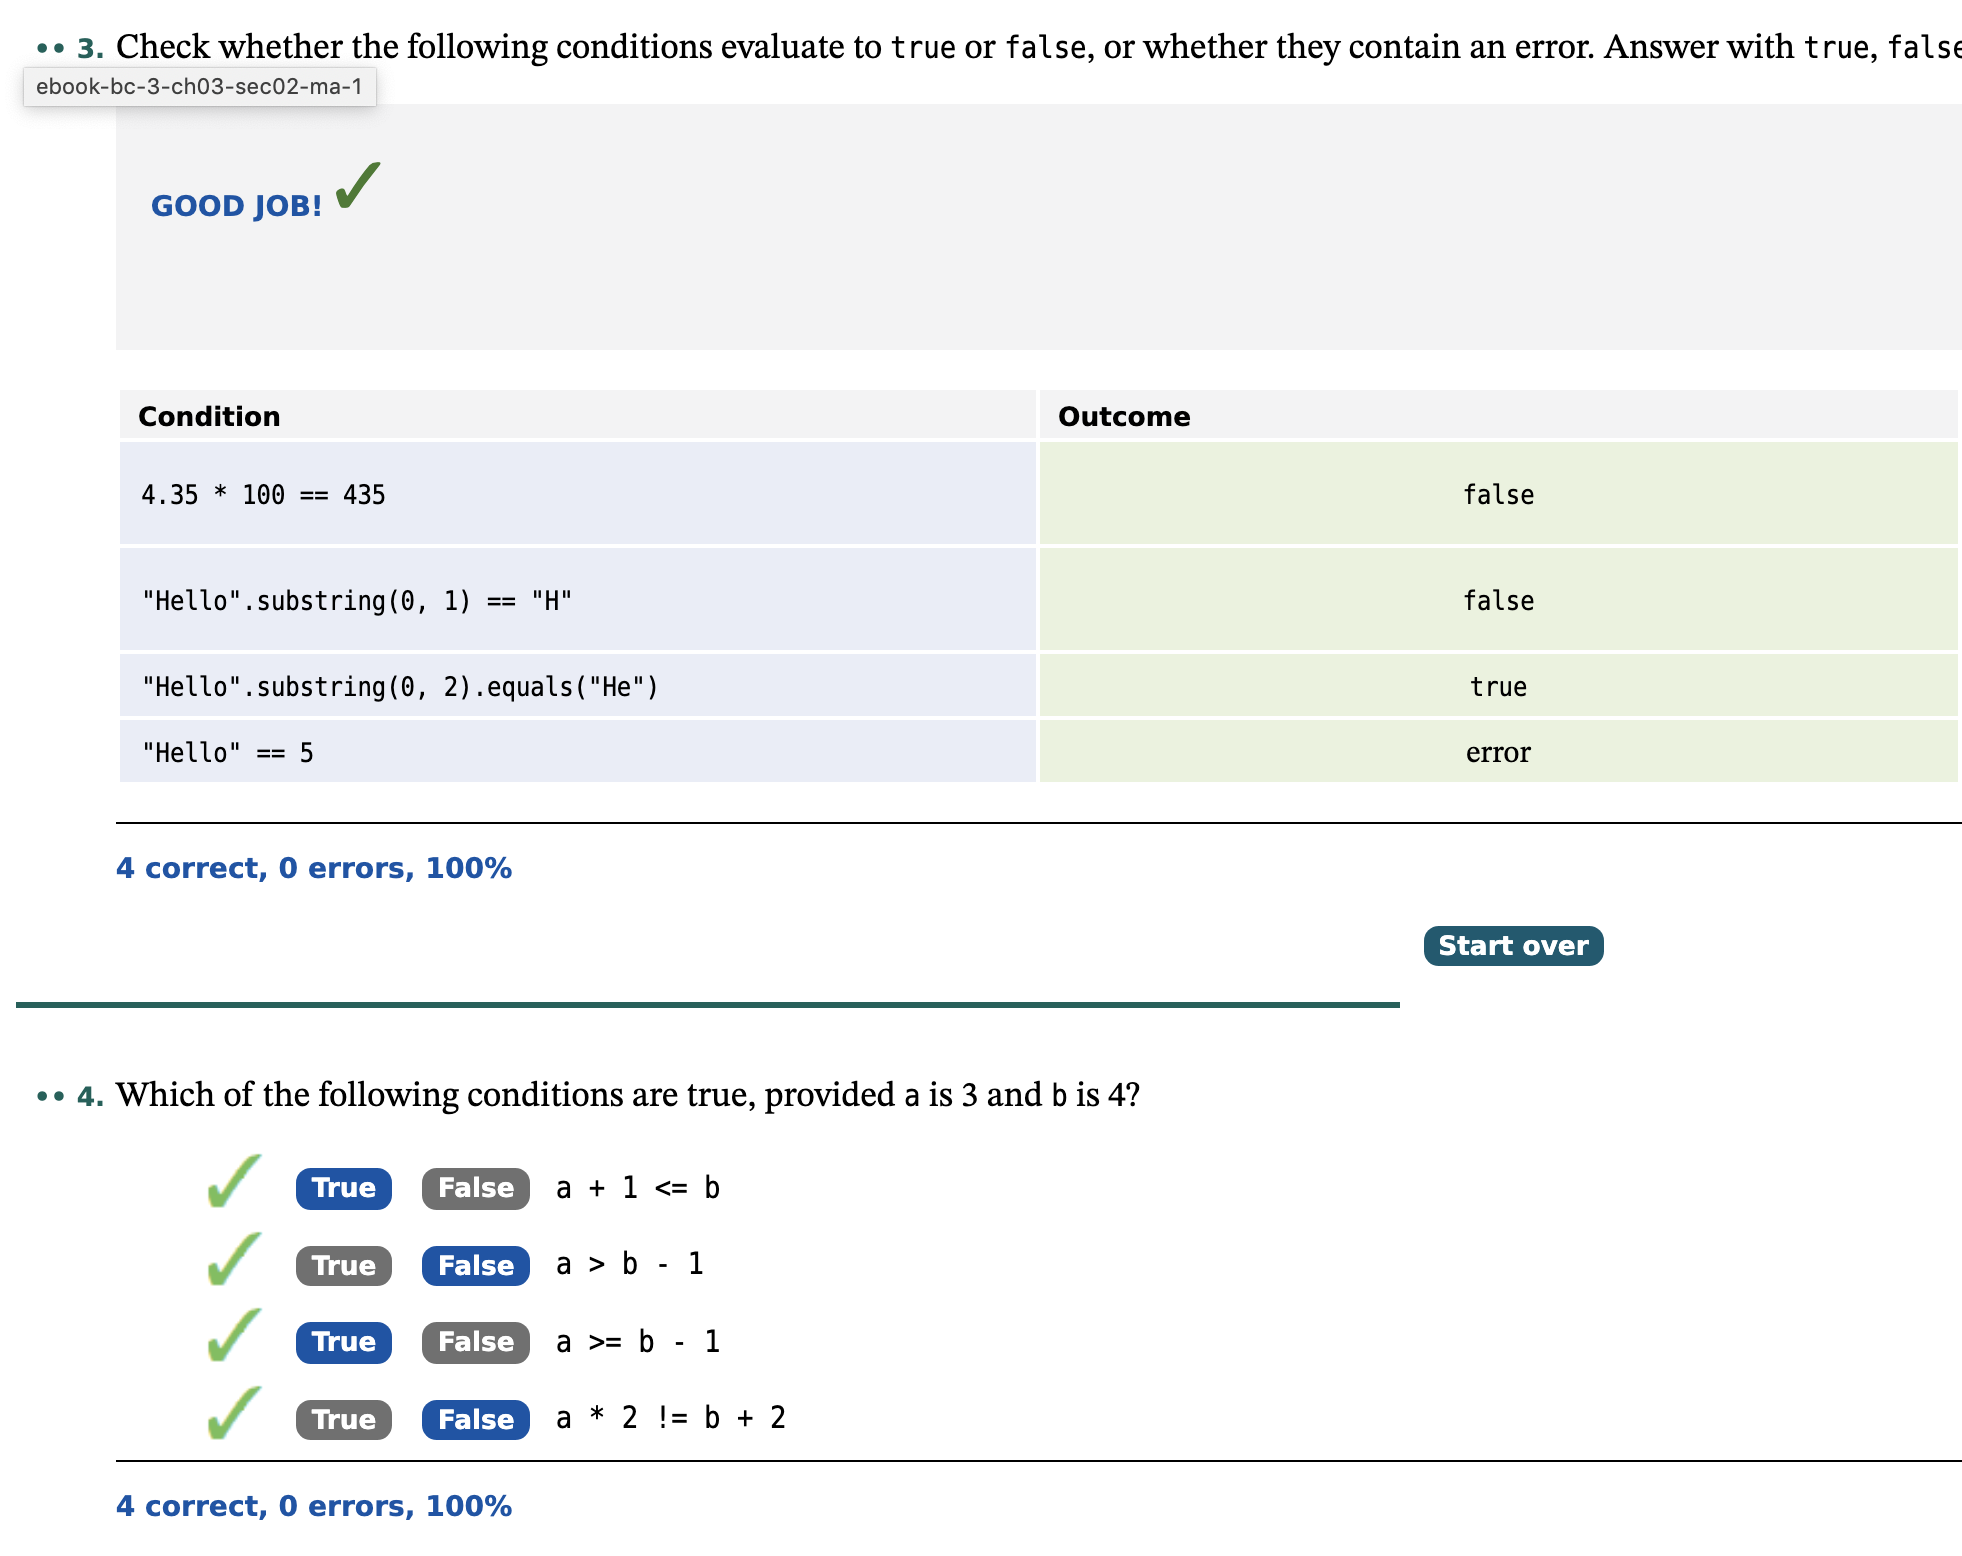 •• 3. Check whether the following conditions evaluate to true or false, or whether they contain an error. Answer with true, false
ebook-bc-3-ch03-sec02-ma-1
GOOD JOB! ✓
Condition Outcome
4.35 * 100 == 435 false
"Hello".substring(0, 1) == "H" false
"Hello".substring(0, 2).equals("He") true
"Hello" == 5 error
4 correct, 0 errors, 100%
Start over
•• 4. Which of the following conditions are true, provided a is 3 and b is 4?
✓ True False a + 1 <= b
✓ True False a > b - 1
✓ True False a >= b - 1
✓ True False a * 2 != b + 2
4 correct, 0 errors, 100%